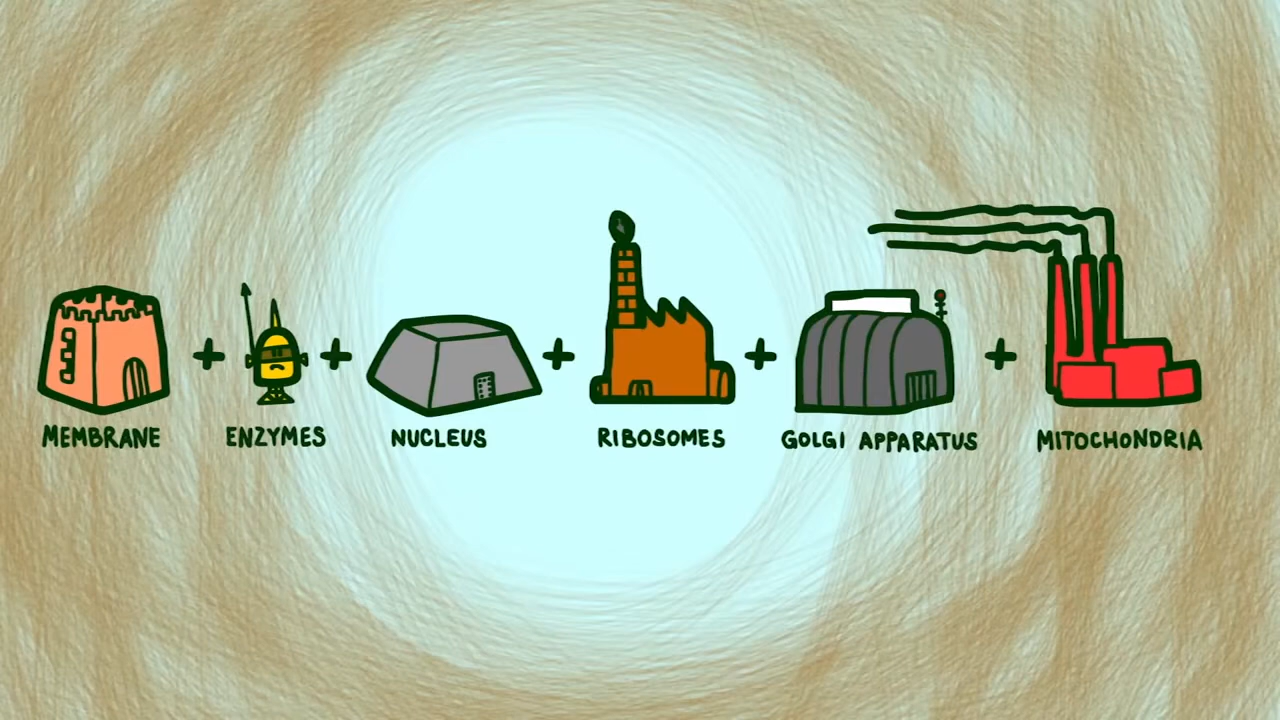 MEMBRANE + ENZYMES + NUCLEUS + RIBOSOMES + GOLGI APPARATUS + MITOCHONDRIA